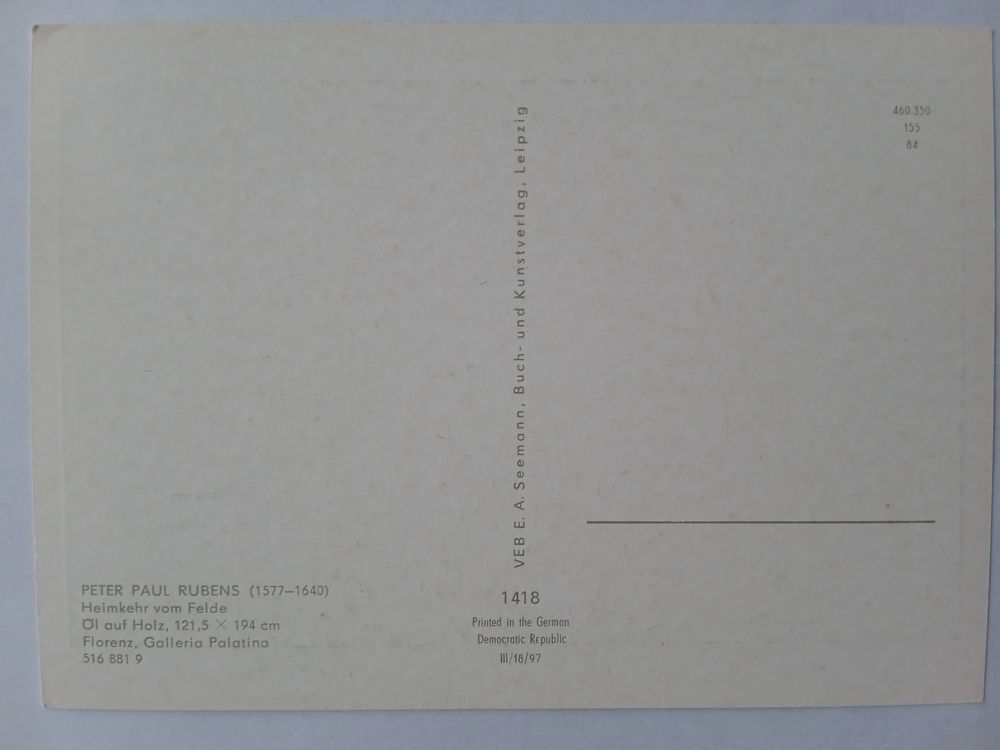 460.350
155
84
VEB E. A. Seemann, Buch- und Kunstverlag, Leipzig
PETER PAUL RUBENS (1577–1640)
Heimkehr vom Felde
Öl auf Holz, 121,5 × 194 cm
Florenz, Galleria Palatina
516 881 9
1418
Printed in the German
Democratic Republic
III/18/97